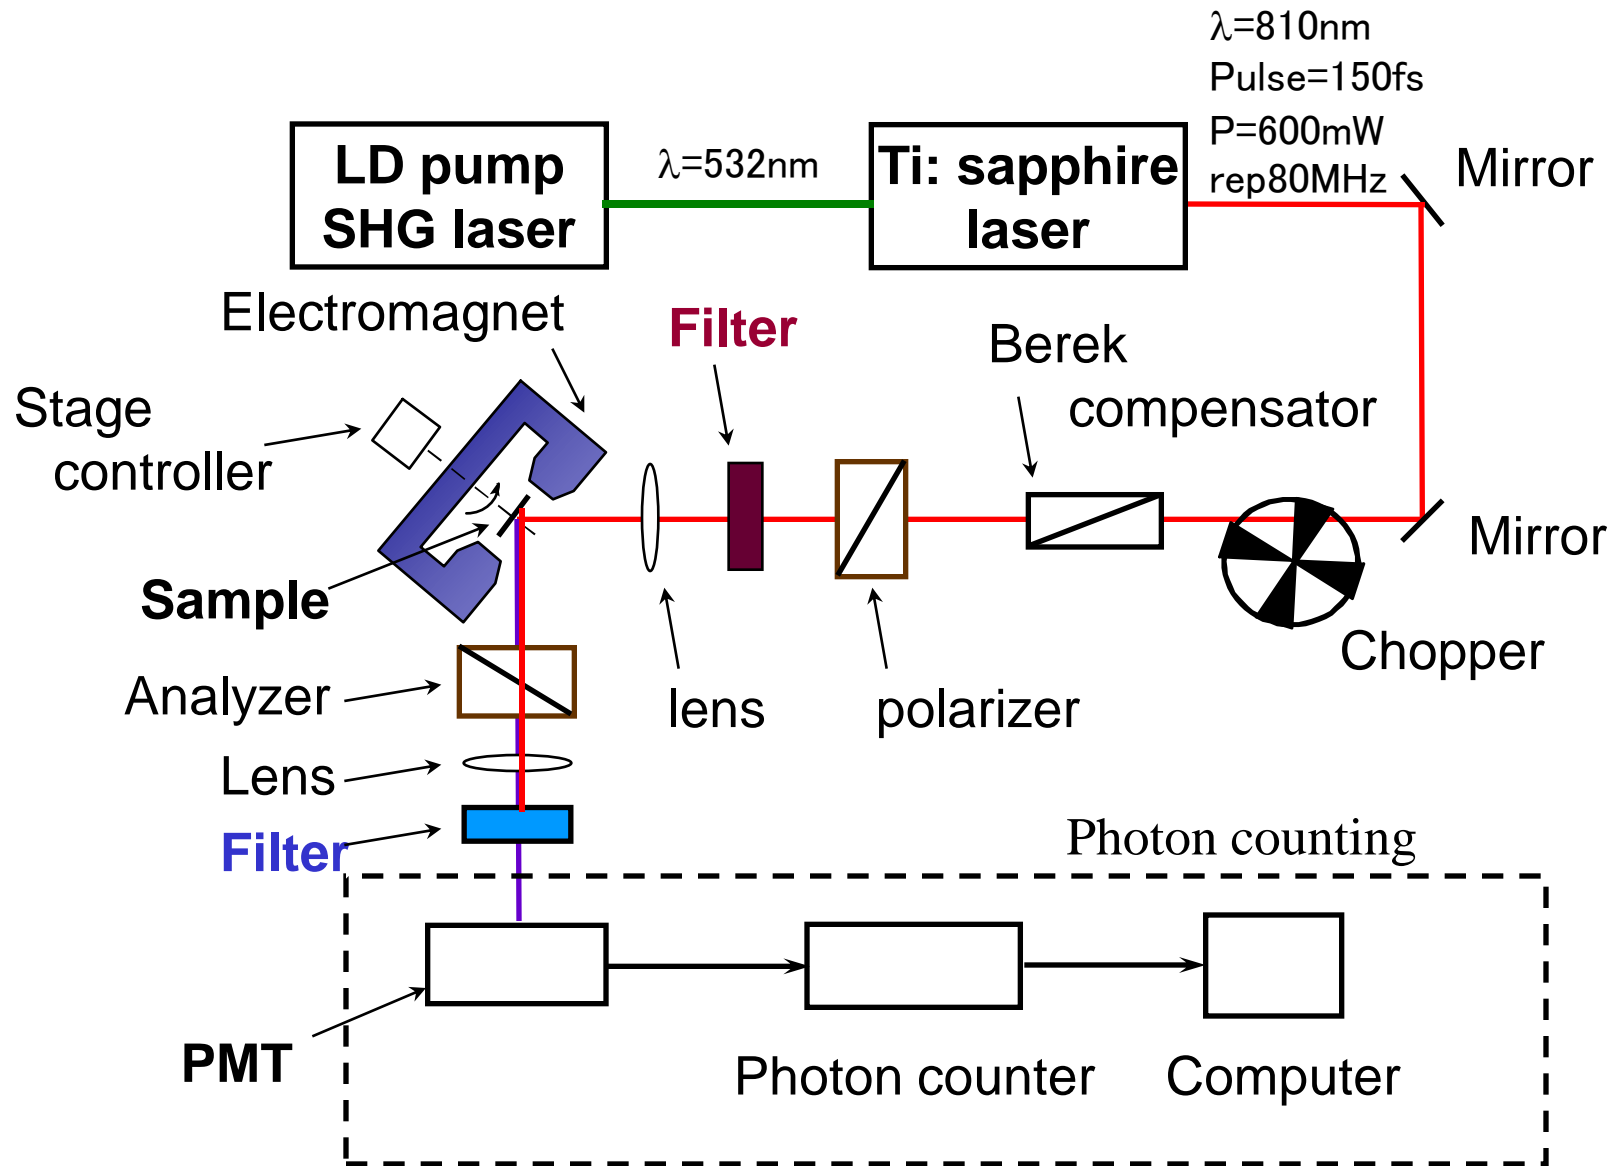 λ=810nm
Pulse=150fs
P=600mW
rep80MHz
Mirror
LD pump
SHG laser
λ=532nm
Ti: sapphire
laser
Electromagnet
Filter
Berek
compensator
Stage
controller
Mirror
Sample
Chopper
Analyzer
lens
polarizer
Lens
Filter
Photon counting
PMT
Photon counter
Computer